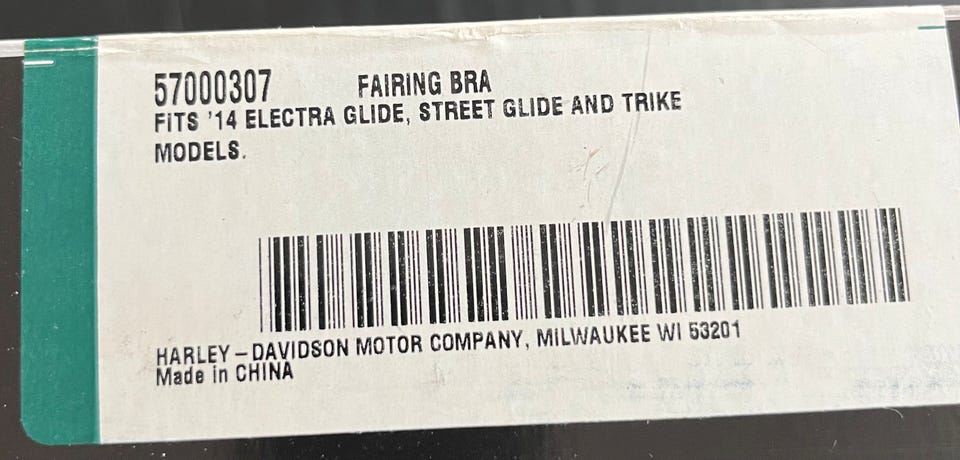 57000307 FAIRING BRA
FITS '14 ELECTRA GLIDE, STREET GLIDE AND TRIKE
MODELS.
HARLEY-DAVIDSON MOTOR COMPANY, MILWAUKEE WI 53201
Made in CHINA